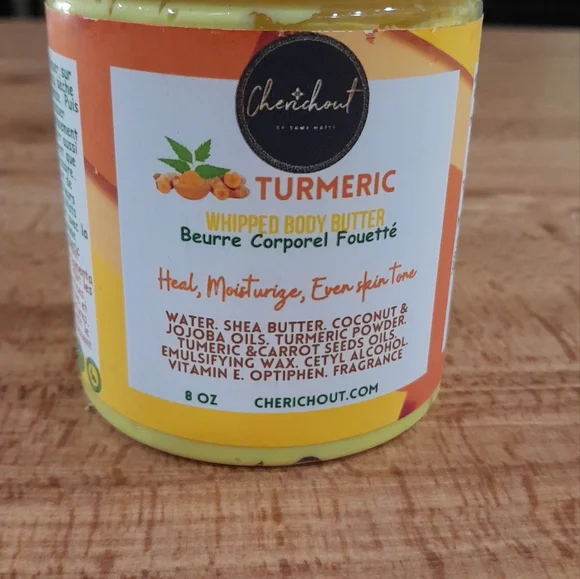 Cherichout
TURMERIC
WHIPPED BODY BUTTER
Beurre Corporel Fouetté
Heal, Moisturize, Even skin tone
WATER. SHEA BUTTER. COCONUT &
JOJOBA OILS. TURMERIC POWDER.
TUMERIC &CARROT SEEDS OILS.
EMULSIFYING WAX. CETYL ALCOHOL.
VITAMIN E. OPTIPHEN. FRAGRANCE
8 OZ CHERICHOUT.COM